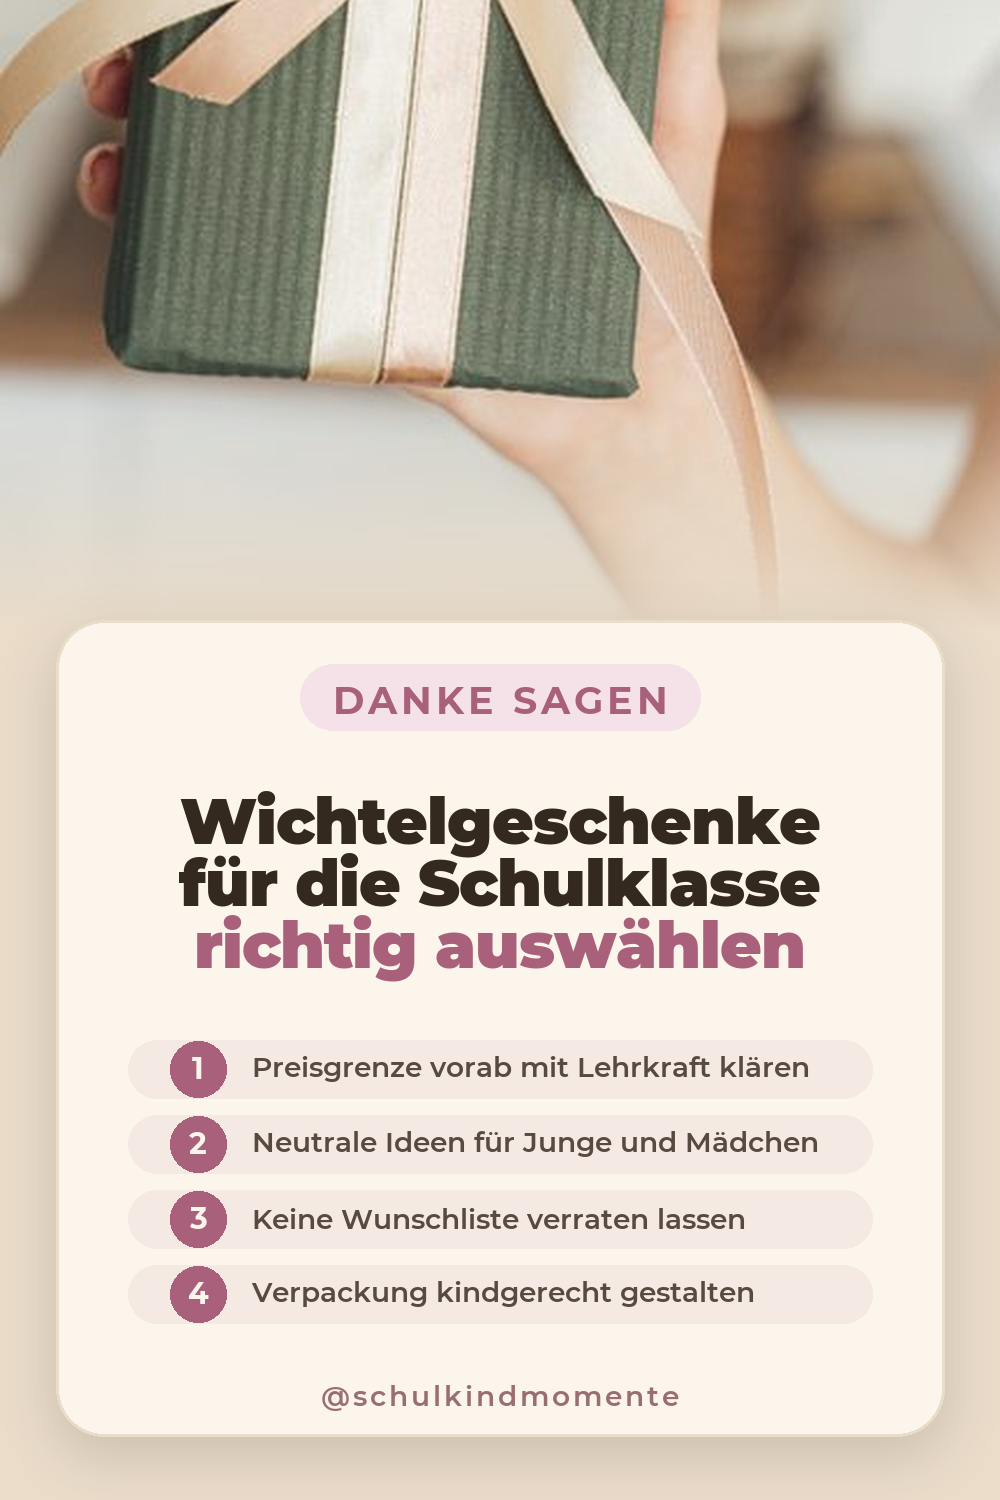 DANKE SAGEN
Wichtelgeschenke
für die Schulklasse
richtig auswählen
1 Preisgrenze vorab mit Lehrkraft klären
2 Neutrale Ideen für Junge und Mädchen
3 Keine Wunschliste verraten lassen
4 Verpackung kindgerecht gestalten
@schulkindmomente